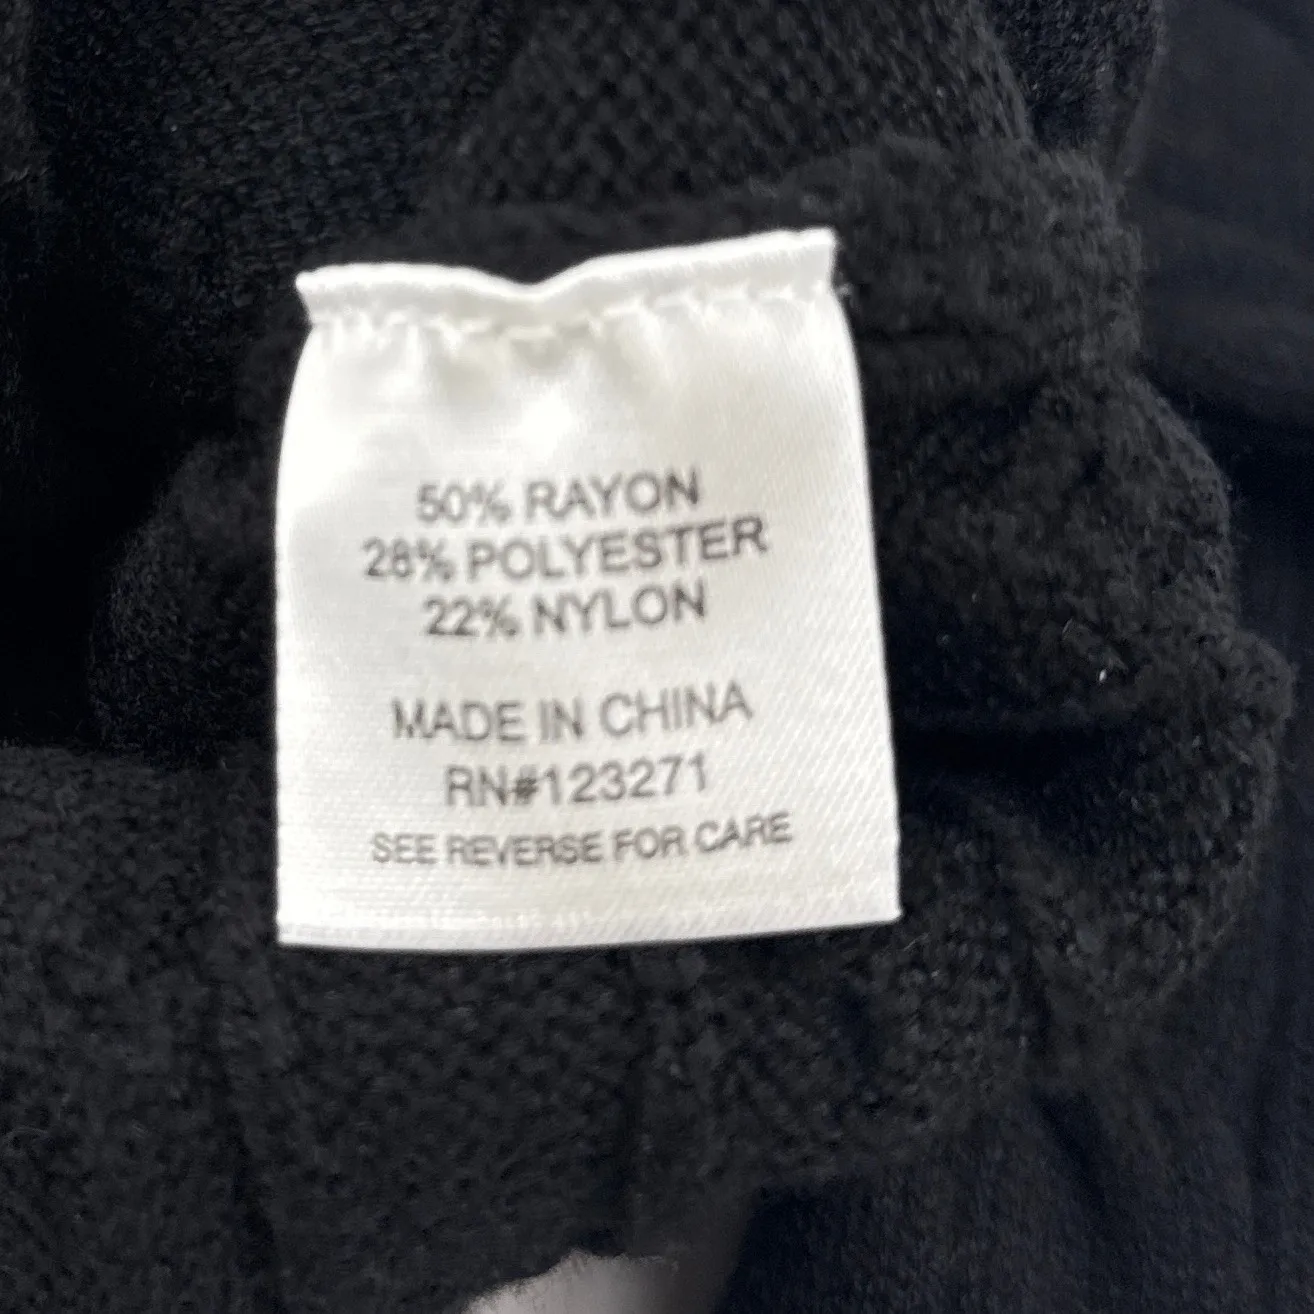 50% RAYON
28% POLYESTER
22% NYLON
MADE IN CHINA
RN#123271
SEE REVERSE FOR CARE